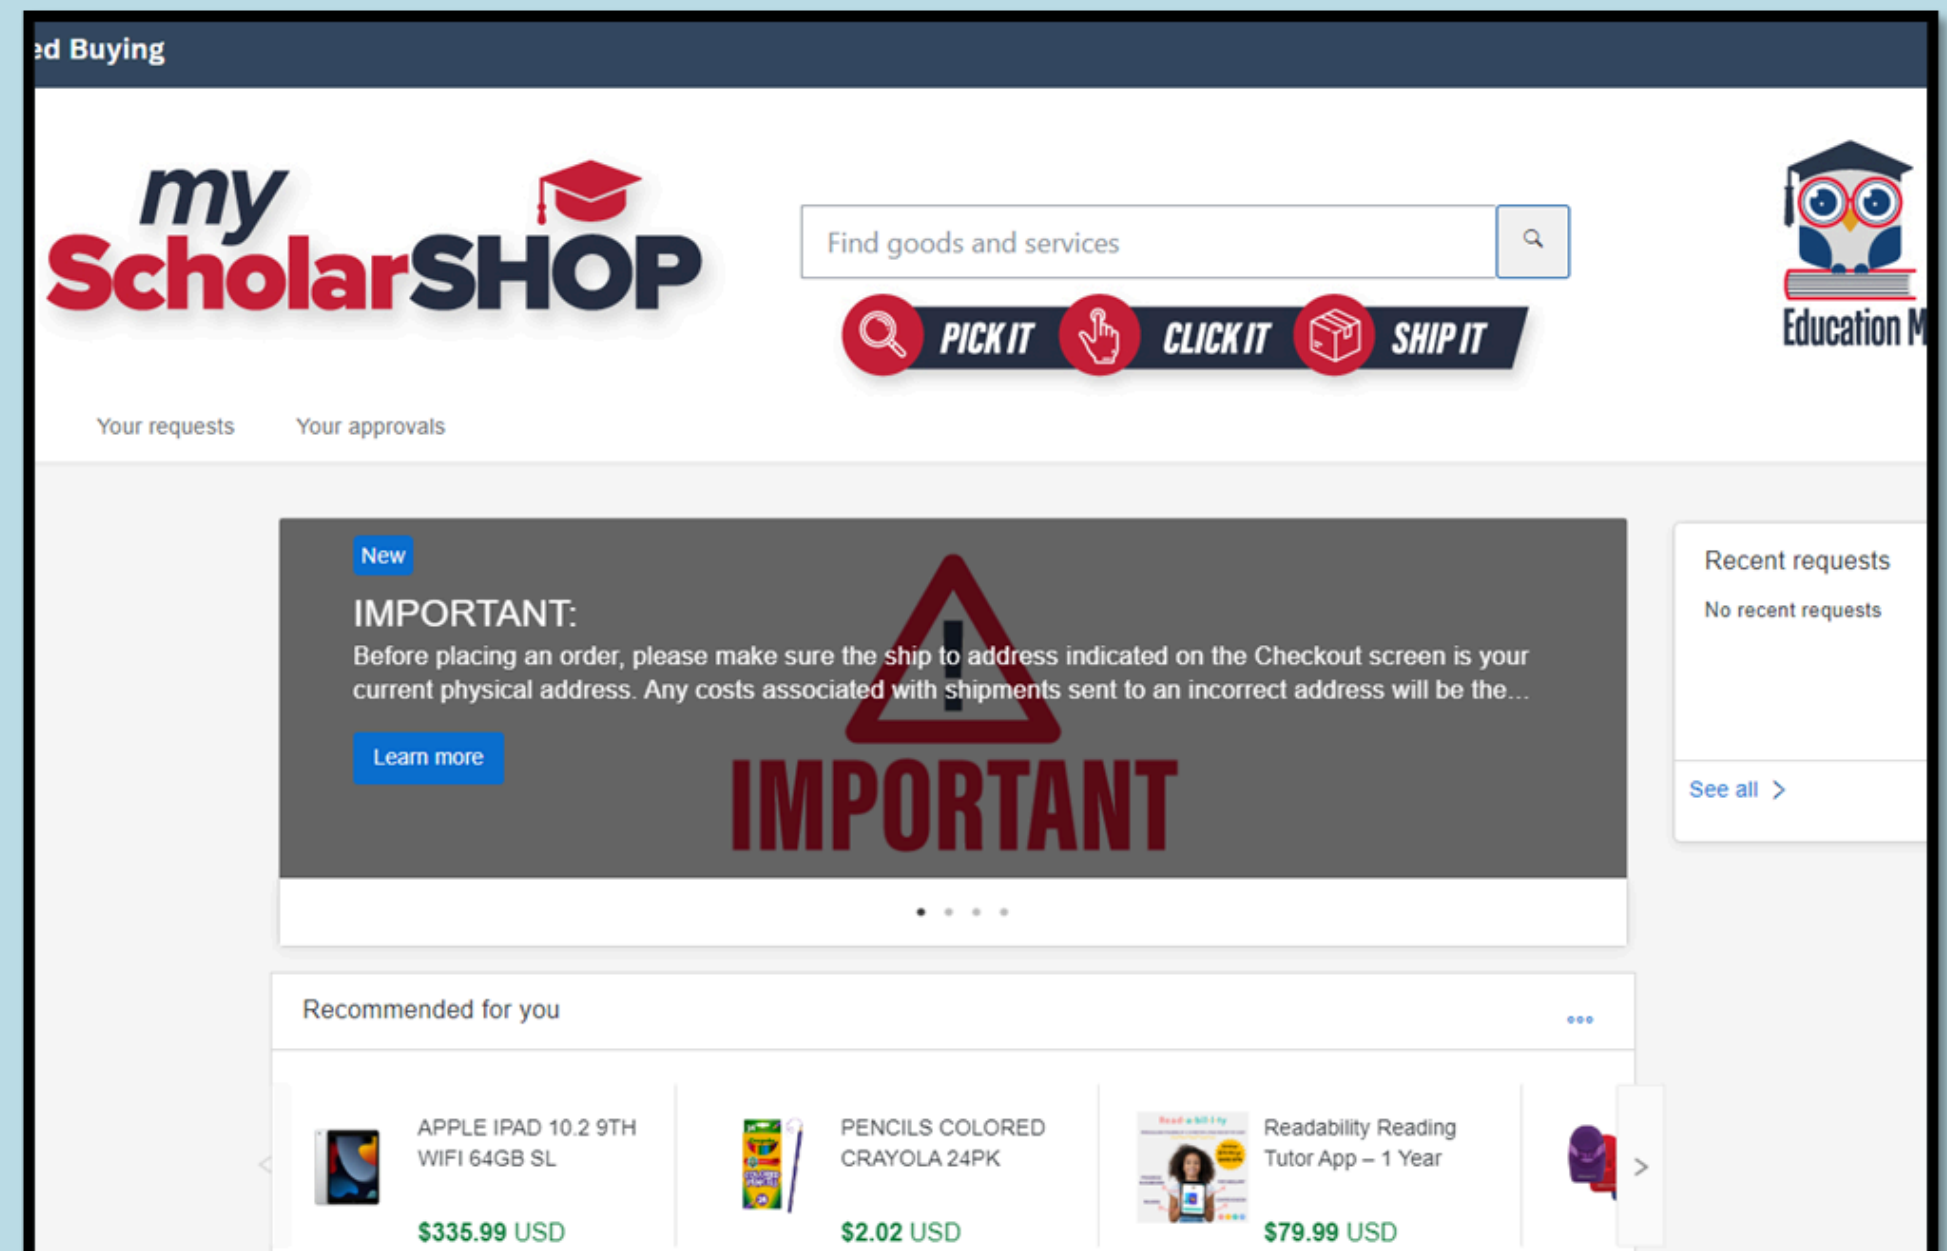 ed Buying
my
ScholarSHOP
Find goods and services
PICK IT CLICK IT SHIP IT
Education M
Your requests Your approvals
New
IMPORTANT:
Before placing an order, please make sure the ship to address indicated on the Checkout screen is your
current physical address. Any costs associated with shipments sent to an incorrect address will be the...
Learn more
IMPORTANT
Recent requests
No recent requests
See all
Recommended for you
APPLE IPAD 10.2 9TH
WIFI 64GB SL
$335.99 USD
PENCILS COLORED
CRAYOLA 24PK
$2.02 USD
Readability Reading
Tutor App – 1 Year
$79.99 USD